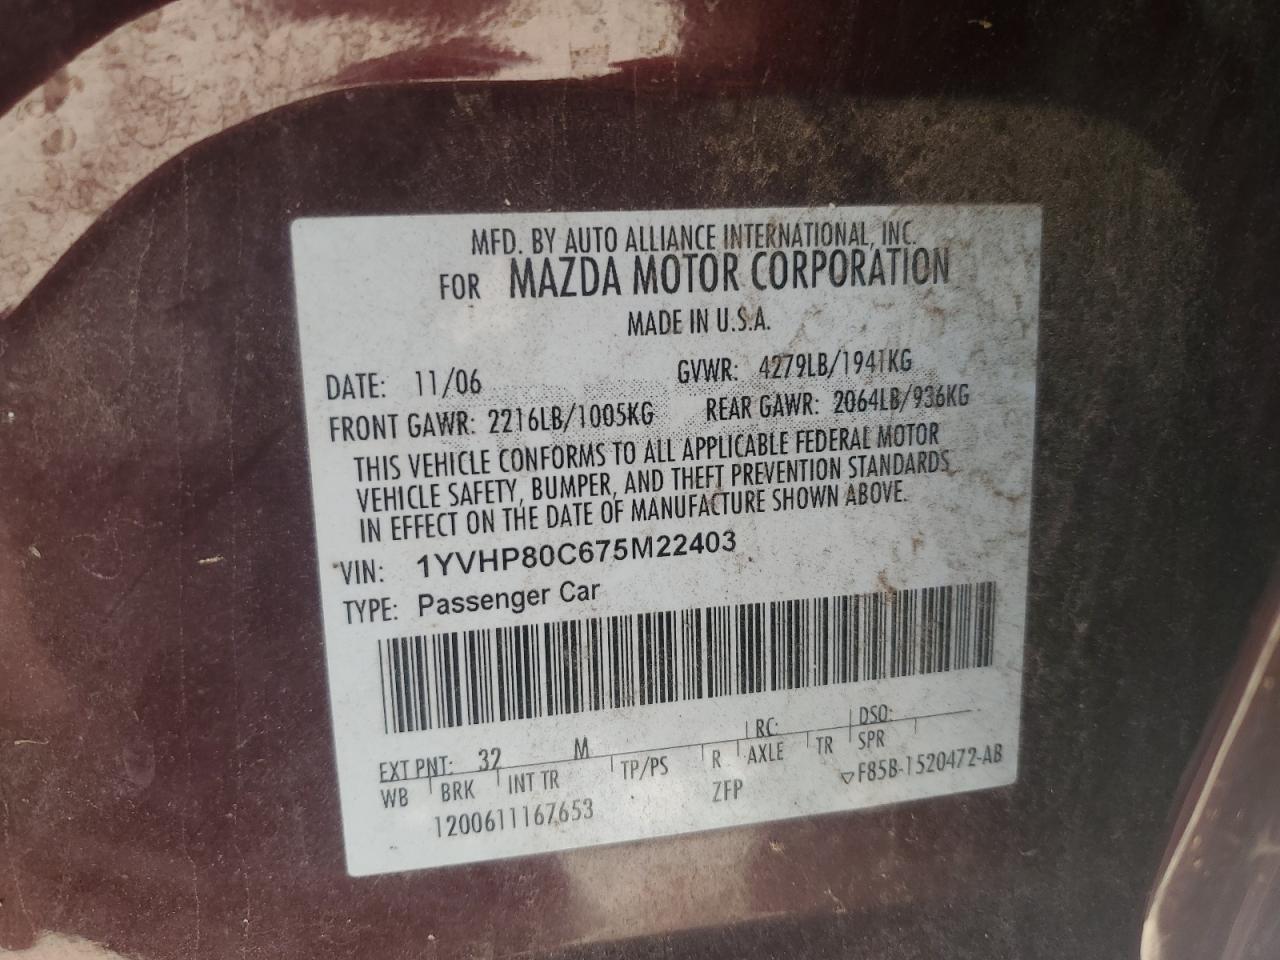 MFD. BY AUTO ALLIANCE INTERNATIONAL, INC.
FOR MAZDA MOTOR CORPORATION
MADE IN U.S.A.
DATE: 11/06 GVWR: 4279LB/1941KG
FRONT GAWR: 2216LB/1005KG REAR GAWR: 2064LB/936KG
THIS VEHICLE CONFORMS TO ALL APPLICABLE FEDERAL MOTOR
VEHICLE SAFETY, BUMPER, AND THEFT PREVENTION STANDARDS
IN EFFECT ON THE DATE OF MANUFACTURE SHOWN ABOVE.
VIN: 1YVHP80C675M22403
TYPE: Passenger Car
EXT PNT: 32 M RC: DSO:
WB BRK INT TR TP/PS R AXLE TR SPR
1200611167653 ZFP F85B-1520472-AB